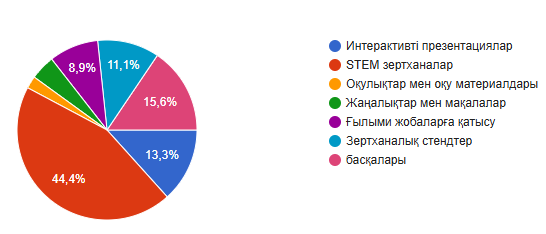 8,9%
11,1%
15,6%
13,3%
44,4%
Интерактивті презентациялар
STEM зертханалар
Оқулықтар мен оқу материалдары
Жаңалықтар мен мақалалар
Ғылыми жобаларға қатысу
Зертханалық стендтер
басқалары